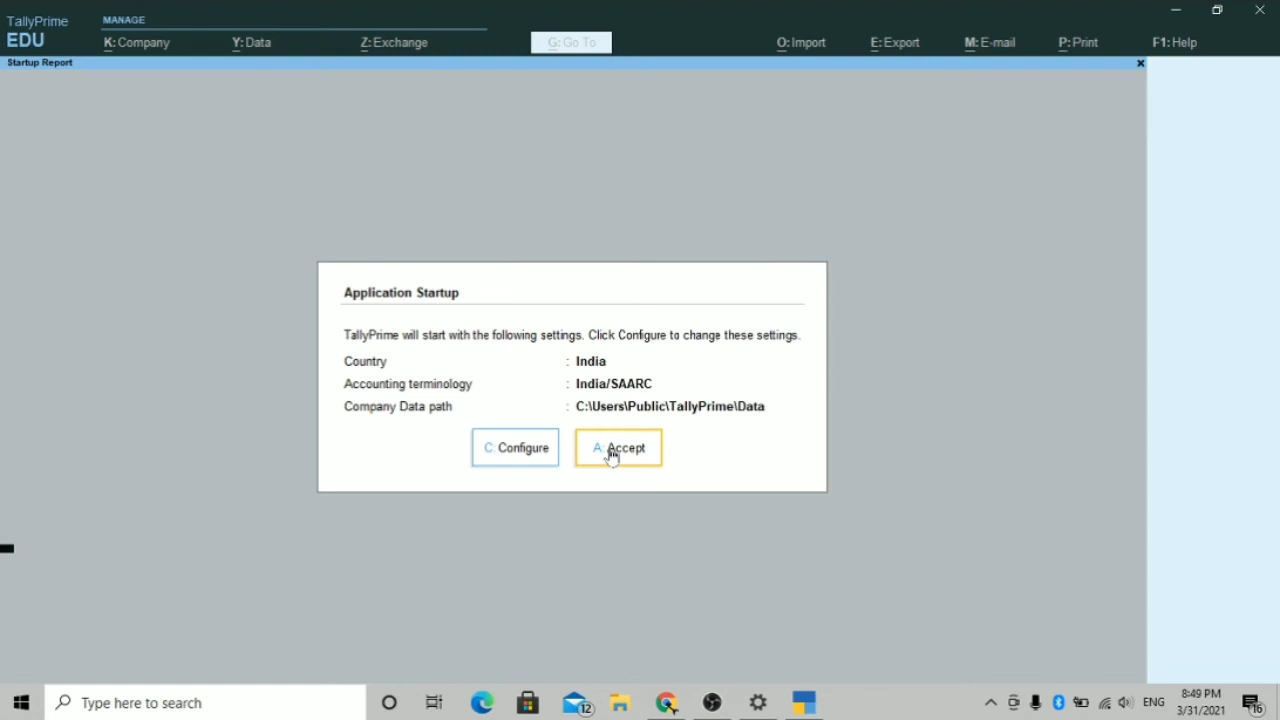 TallyPrime
EDU
MANAGE
K: Company Y: Data Z: Exchange G: Go To O: Import E: Export M: E-mail P: Print F1: Help
Startup Report
Application Startup
TallyPrime will start with the following settings. Click Configure to change these settings.
Country : India
Accounting terminology : India/SAARC
Company Data path : C:\Users\Public\TallyPrime\Data
C: Configure A: Accept
Type here to search
12
ENG
8:49 PM
3/31/2021
16